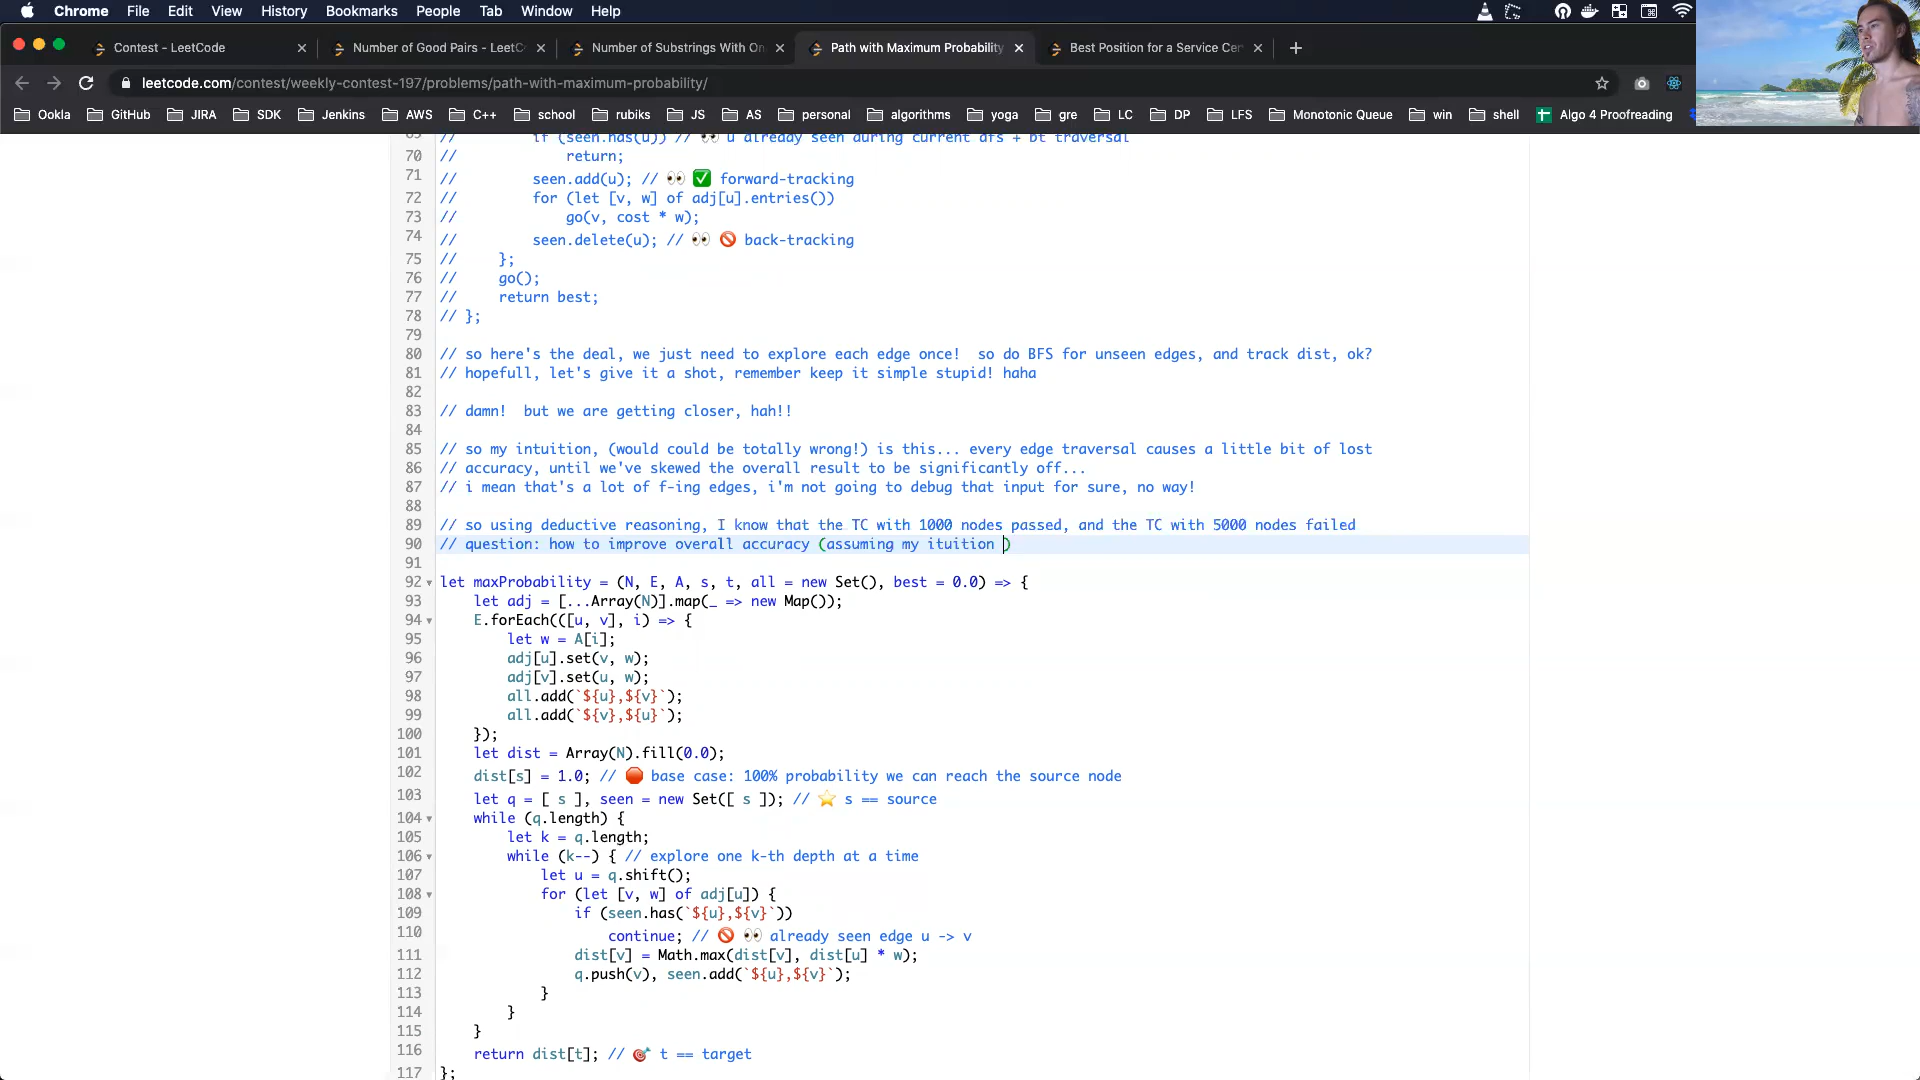 Chrome File Edit View History Bookmarks People Tab Window Help
Contest - LeetCode
Number of Good Pairs - LeetC
Number of Substrings With On
Path with Maximum Probability
Best Position for a Service Cer
leetcode.com/contest/weekly-contest-197/problems/path-with-maximum-probability/
Ookla GitHub JIRA SDK Jenkins AWS C++ school rubiks JS AS personal algorithms yoga gre LC DP LFS Monotonic Queue win shell Algo 4 Proofreading
69 // if (seen.has(u)) // 👀 u already seen during current dfs + bt traversal
70 // return;
71 // seen.add(u); // 👀 ✅ forward-tracking
72 // for (let [v, w] of adj[u].entries())
73 // go(v, cost * w);
74 // seen.delete(u); // 👀 🚫 back-tracking
75 // };
76 // go();
77 // return best;
78 // };
79
80 // so here's the deal, we just need to explore each edge once!  so do BFS for unseen edges, and track dist, ok?
81 // hopefull, let's give it a shot, remember keep it simple stupid! haha
82
83 // damn!  but we are getting closer, hah!!
84
85 // so my intuition, (would could be totally wrong!) is this... every edge traversal causes a little bit of lost
86 // accuracy, until we've skewed the overall result to be significantly off...
87 // i mean that's a lot of f-ing edges, i'm not going to debug that input for sure, no way!
88
89 // so using deductive reasoning, I know that the TC with 1000 nodes passed, and the TC with 5000 nodes failed
90 // question: how to improve overall accuracy (assuming my ituition )
91
92 let maxProbability = (N, E, A, s, t, all = new Set(), best = 0.0) => {
93 let adj = [...Array(N)].map(_ => new Map());
94 E.forEach(([u, v], i) => {
95 let w = A[i];
96 adj[u].set(v, w);
97 adj[v].set(u, w);
98 all.add(`${u},${v}`);
99 all.add(`${v},${u}`);
100 });
101 let dist = Array(N).fill(0.0);
102 dist[s] = 1.0; // 🛑 base case: 100% probability we can reach the source node
103 let q = [ s ], seen = new Set([ s ]); // ⭐ s == source
104 while (q.length) {
105 let k = q.length;
106 while (k--) { // explore one k-th depth at a time
107 let u = q.shift();
108 for (let [v, w] of adj[u]) {
109 if (seen.has(`${u},${v}`))
110 continue; // 🚫 👀 already seen edge u -> v
111 dist[v] = Math.max(dist[v], dist[u] * w);
112 q.push(v), seen.add(`${u},${v}`);
113 }
114 }
115 }
116 return dist[t]; // 🎯 t == target
117 };